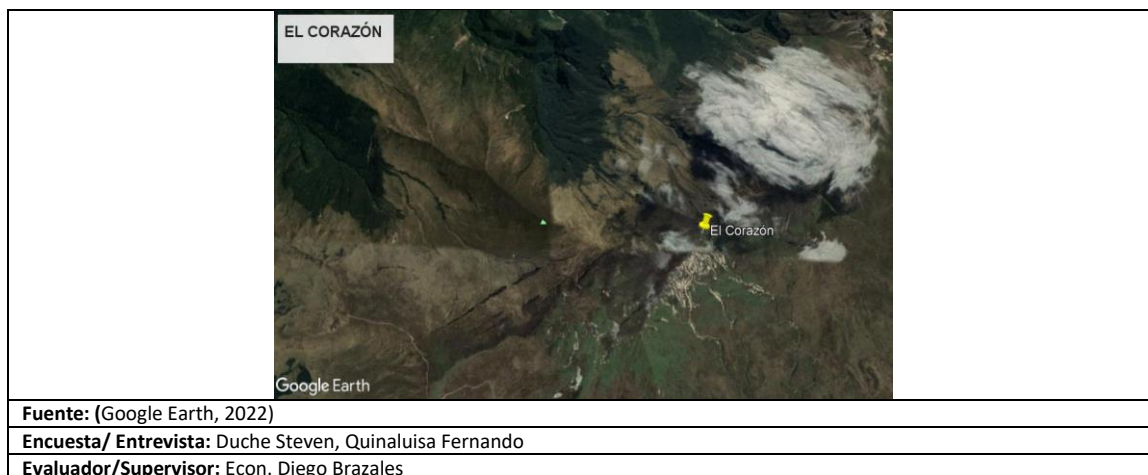 EL CORAZÓN
El Corazón
Google Earth
Fuente: (Google Earth, 2022)
Encuesta/ Entrevista: Duche Steven, Quinaluisa Fernando
Evaluador/Supervisor: Econ. Diego Brazales